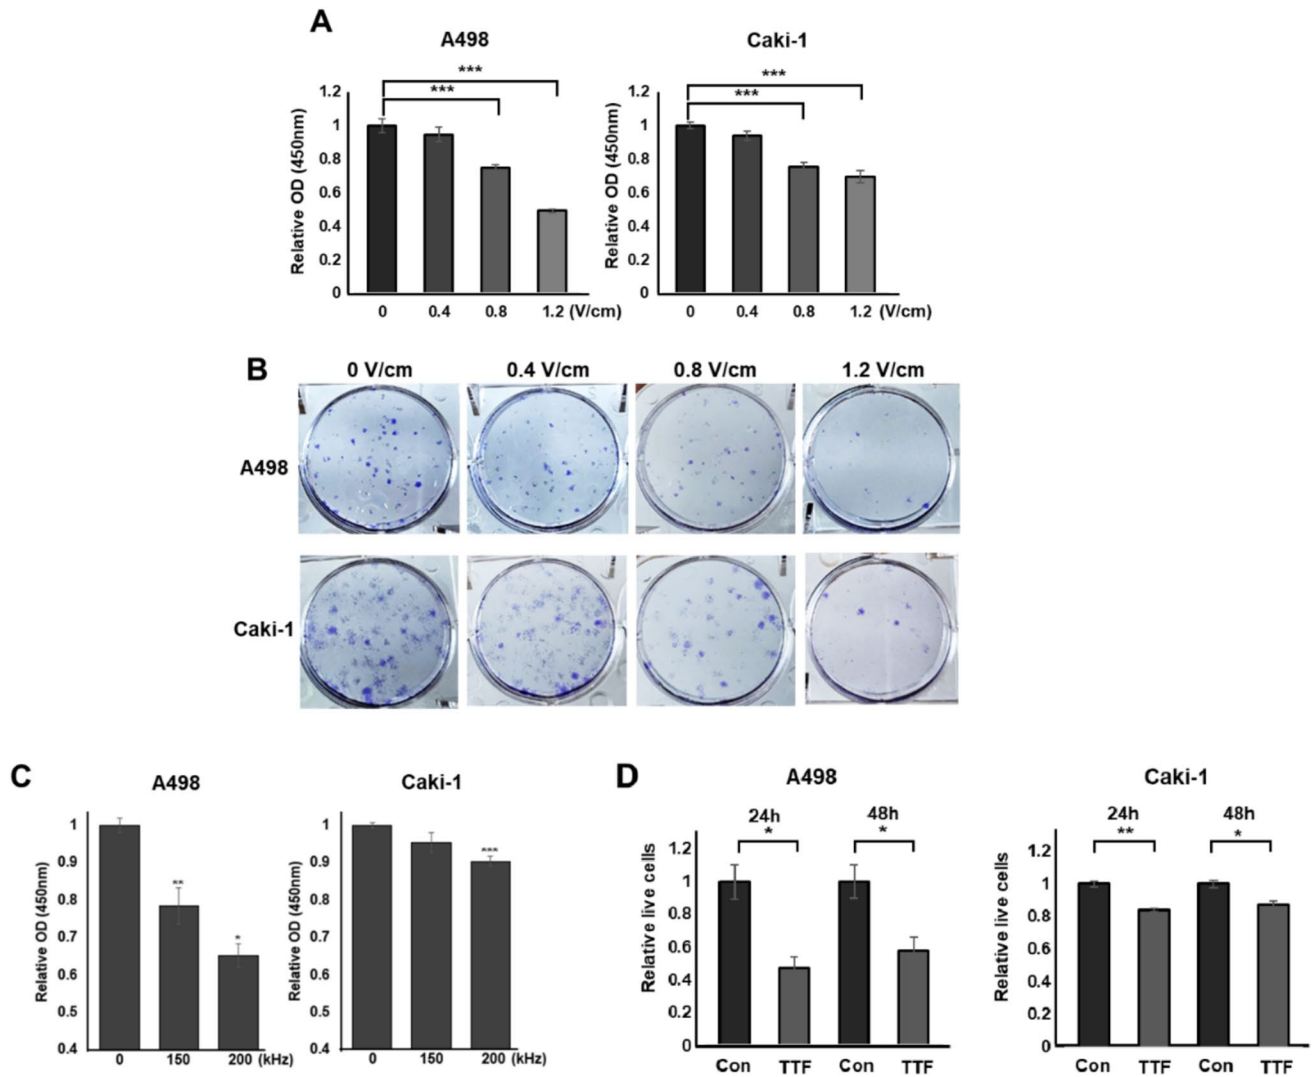 A
A498
Caki-1
***
***
***
***
Relative OD (450nm)
1.2
1
0.8
0.6
0.4
0.2
0
0 0.4 0.8 1.2 (V/cm)
Relative OD (450nm)
1.2
1
0.8
0.6
0.4
0.2
0
0 0.4 0.8 1.2 (V/cm)
B
0 V/cm 0.4 V/cm 0.8 V/cm 1.2 V/cm
A498
Caki-1
C
A498
Relative OD (450nm)
1
0.9
0.8
0.7
0.6
0.5
0.4
**
*
0 150 200 (kHz)
Caki-1
Relative OD (450nm)
1
0.9
0.8
0.7
0.6
0.5
0.4
***
0 150 200 (kHz)
D
A498
24h 48h
* *
Relative live cells
1.2
1
0.8
0.6
0.4
0.2
0
Con TTF Con TTF
Caki-1
24h 48h
** *
Relative live cells
1.2
1
0.8
0.6
0.4
0.2
0
Con TTF Con TTF